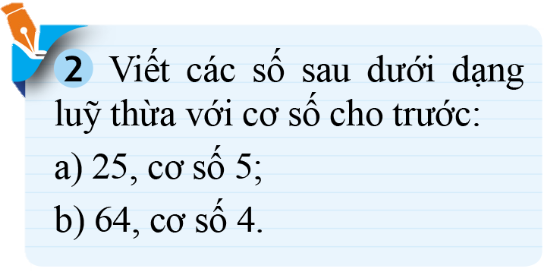 2 Viết các số sau dưới dạng
luỹ thừa với cơ số cho trước:
a) 25, cơ số 5;
b) 64, cơ số 4.